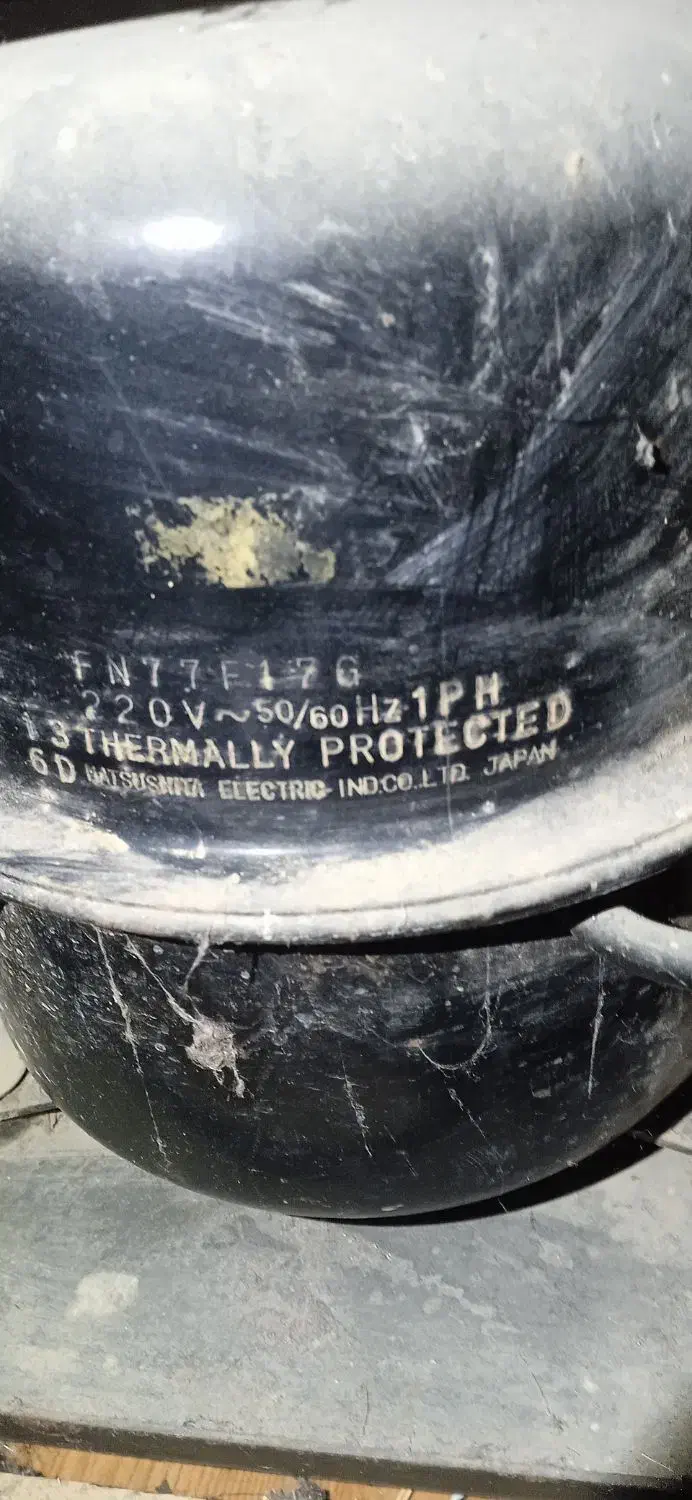 FN77F17G
220V~50/60Hz 1PH
13 THERMALLY PROTECTED
6D MATSUSHITA ELECTRIC IND.CO.LTD. JAPAN